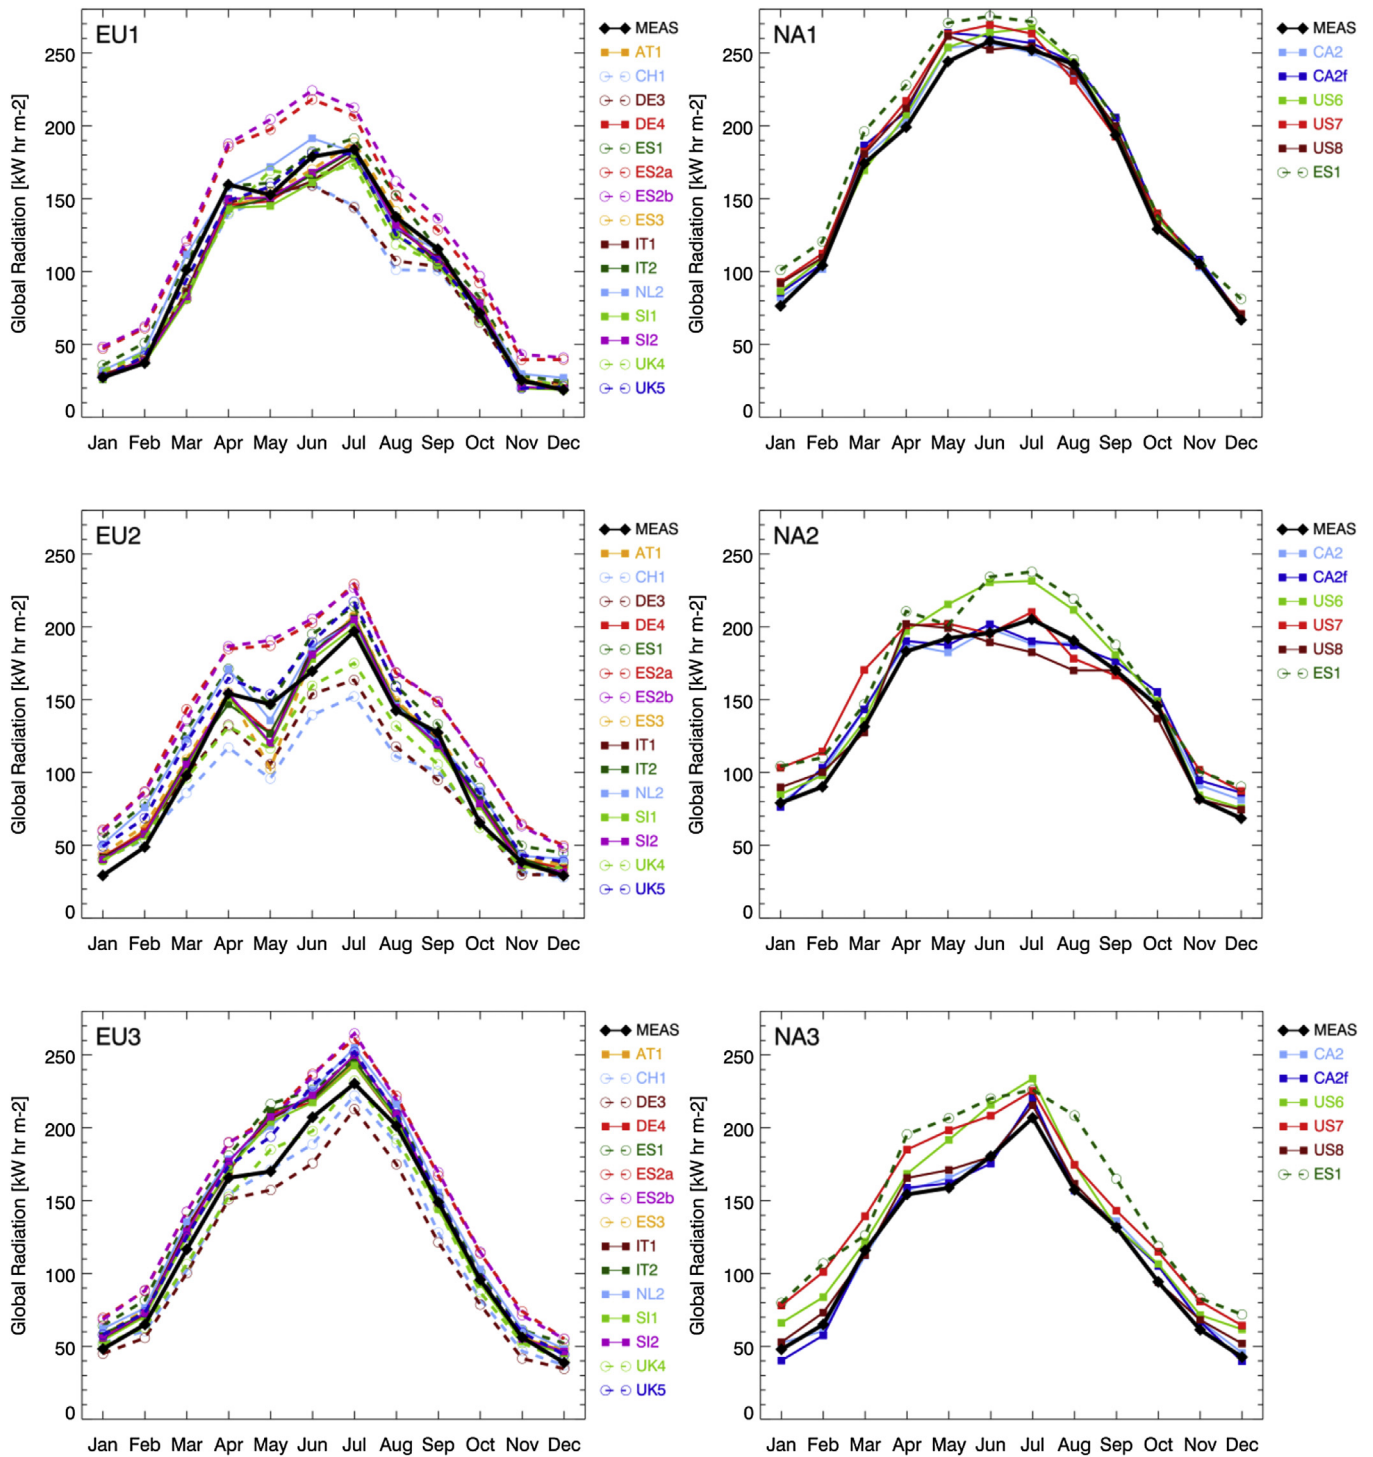 EU1
Global Radiation [kW hr m-2]
250
200
150
100
50
0
Jan Feb Mar Apr May Jun Jul Aug Sep Oct Nov Dec
MEAS
AT1
CH1
DE3
DE4
ES1
ES2a
ES2b
ES3
IT1
IT2
NL2
SI1
SI2
UK4
UK5
NA1
Global Radiation [kW hr m-2]
250
200
150
100
50
0
Jan Feb Mar Apr May Jun Jul Aug Sep Oct Nov Dec
MEAS
CA2
CA2f
US6
US7
US8
ES1
EU2
Global Radiation [kW hr m-2]
250
200
150
100
50
0
Jan Feb Mar Apr May Jun Jul Aug Sep Oct Nov Dec
MEAS
AT1
CH1
DE3
DE4
ES1
ES2a
ES2b
ES3
IT1
IT2
NL2
SI1
SI2
UK4
UK5
NA2
Global Radiation [kW hr m-2]
250
200
150
100
50
0
Jan Feb Mar Apr May Jun Jul Aug Sep Oct Nov Dec
MEAS
CA2
CA2f
US6
US7
US8
ES1
EU3
Global Radiation [kW hr m-2]
250
200
150
100
50
0
Jan Feb Mar Apr May Jun Jul Aug Sep Oct Nov Dec
MEAS
AT1
CH1
DE3
DE4
ES1
ES2a
ES2b
ES3
IT1
IT2
NL2
SI1
SI2
UK4
UK5
NA3
Global Radiation [kW hr m-2]
250
200
150
100
50
0
Jan Feb Mar Apr May Jun Jul Aug Sep Oct Nov Dec
MEAS
CA2
CA2f
US6
US7
US8
ES1